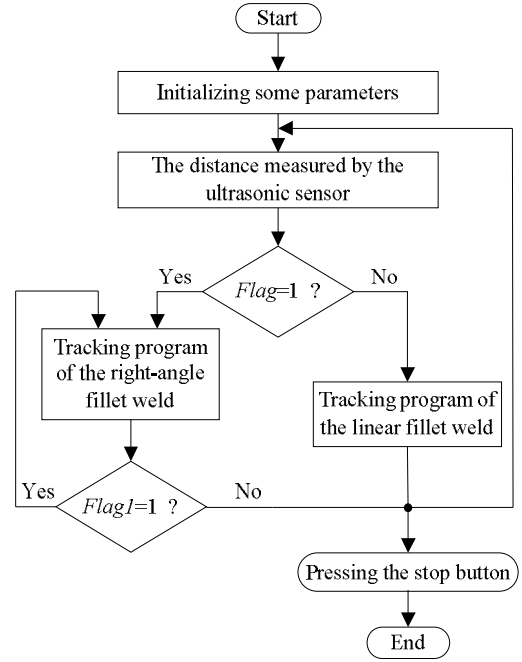 Start
Initializing some parameters
The distance measured by the
ultrasonic sensor
Yes
Flag=1 ?
No
Tracking program
of the right-angle
fillet weld
Tracking program of
the linear fillet weld
Yes
Flag1=1 ?
No
Pressing the stop button
End